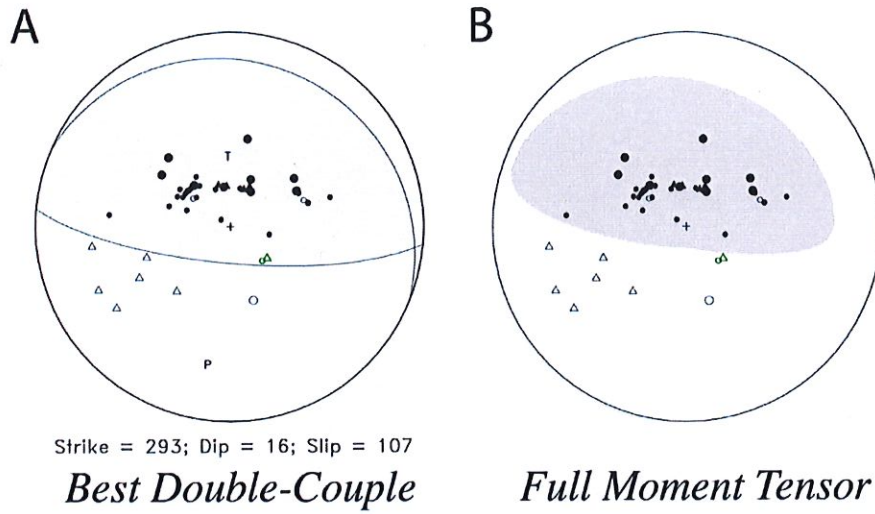 A
B
T
P
Strike = 293; Dip = 16; Slip = 107
Best Double-Couple
Full Moment Tensor